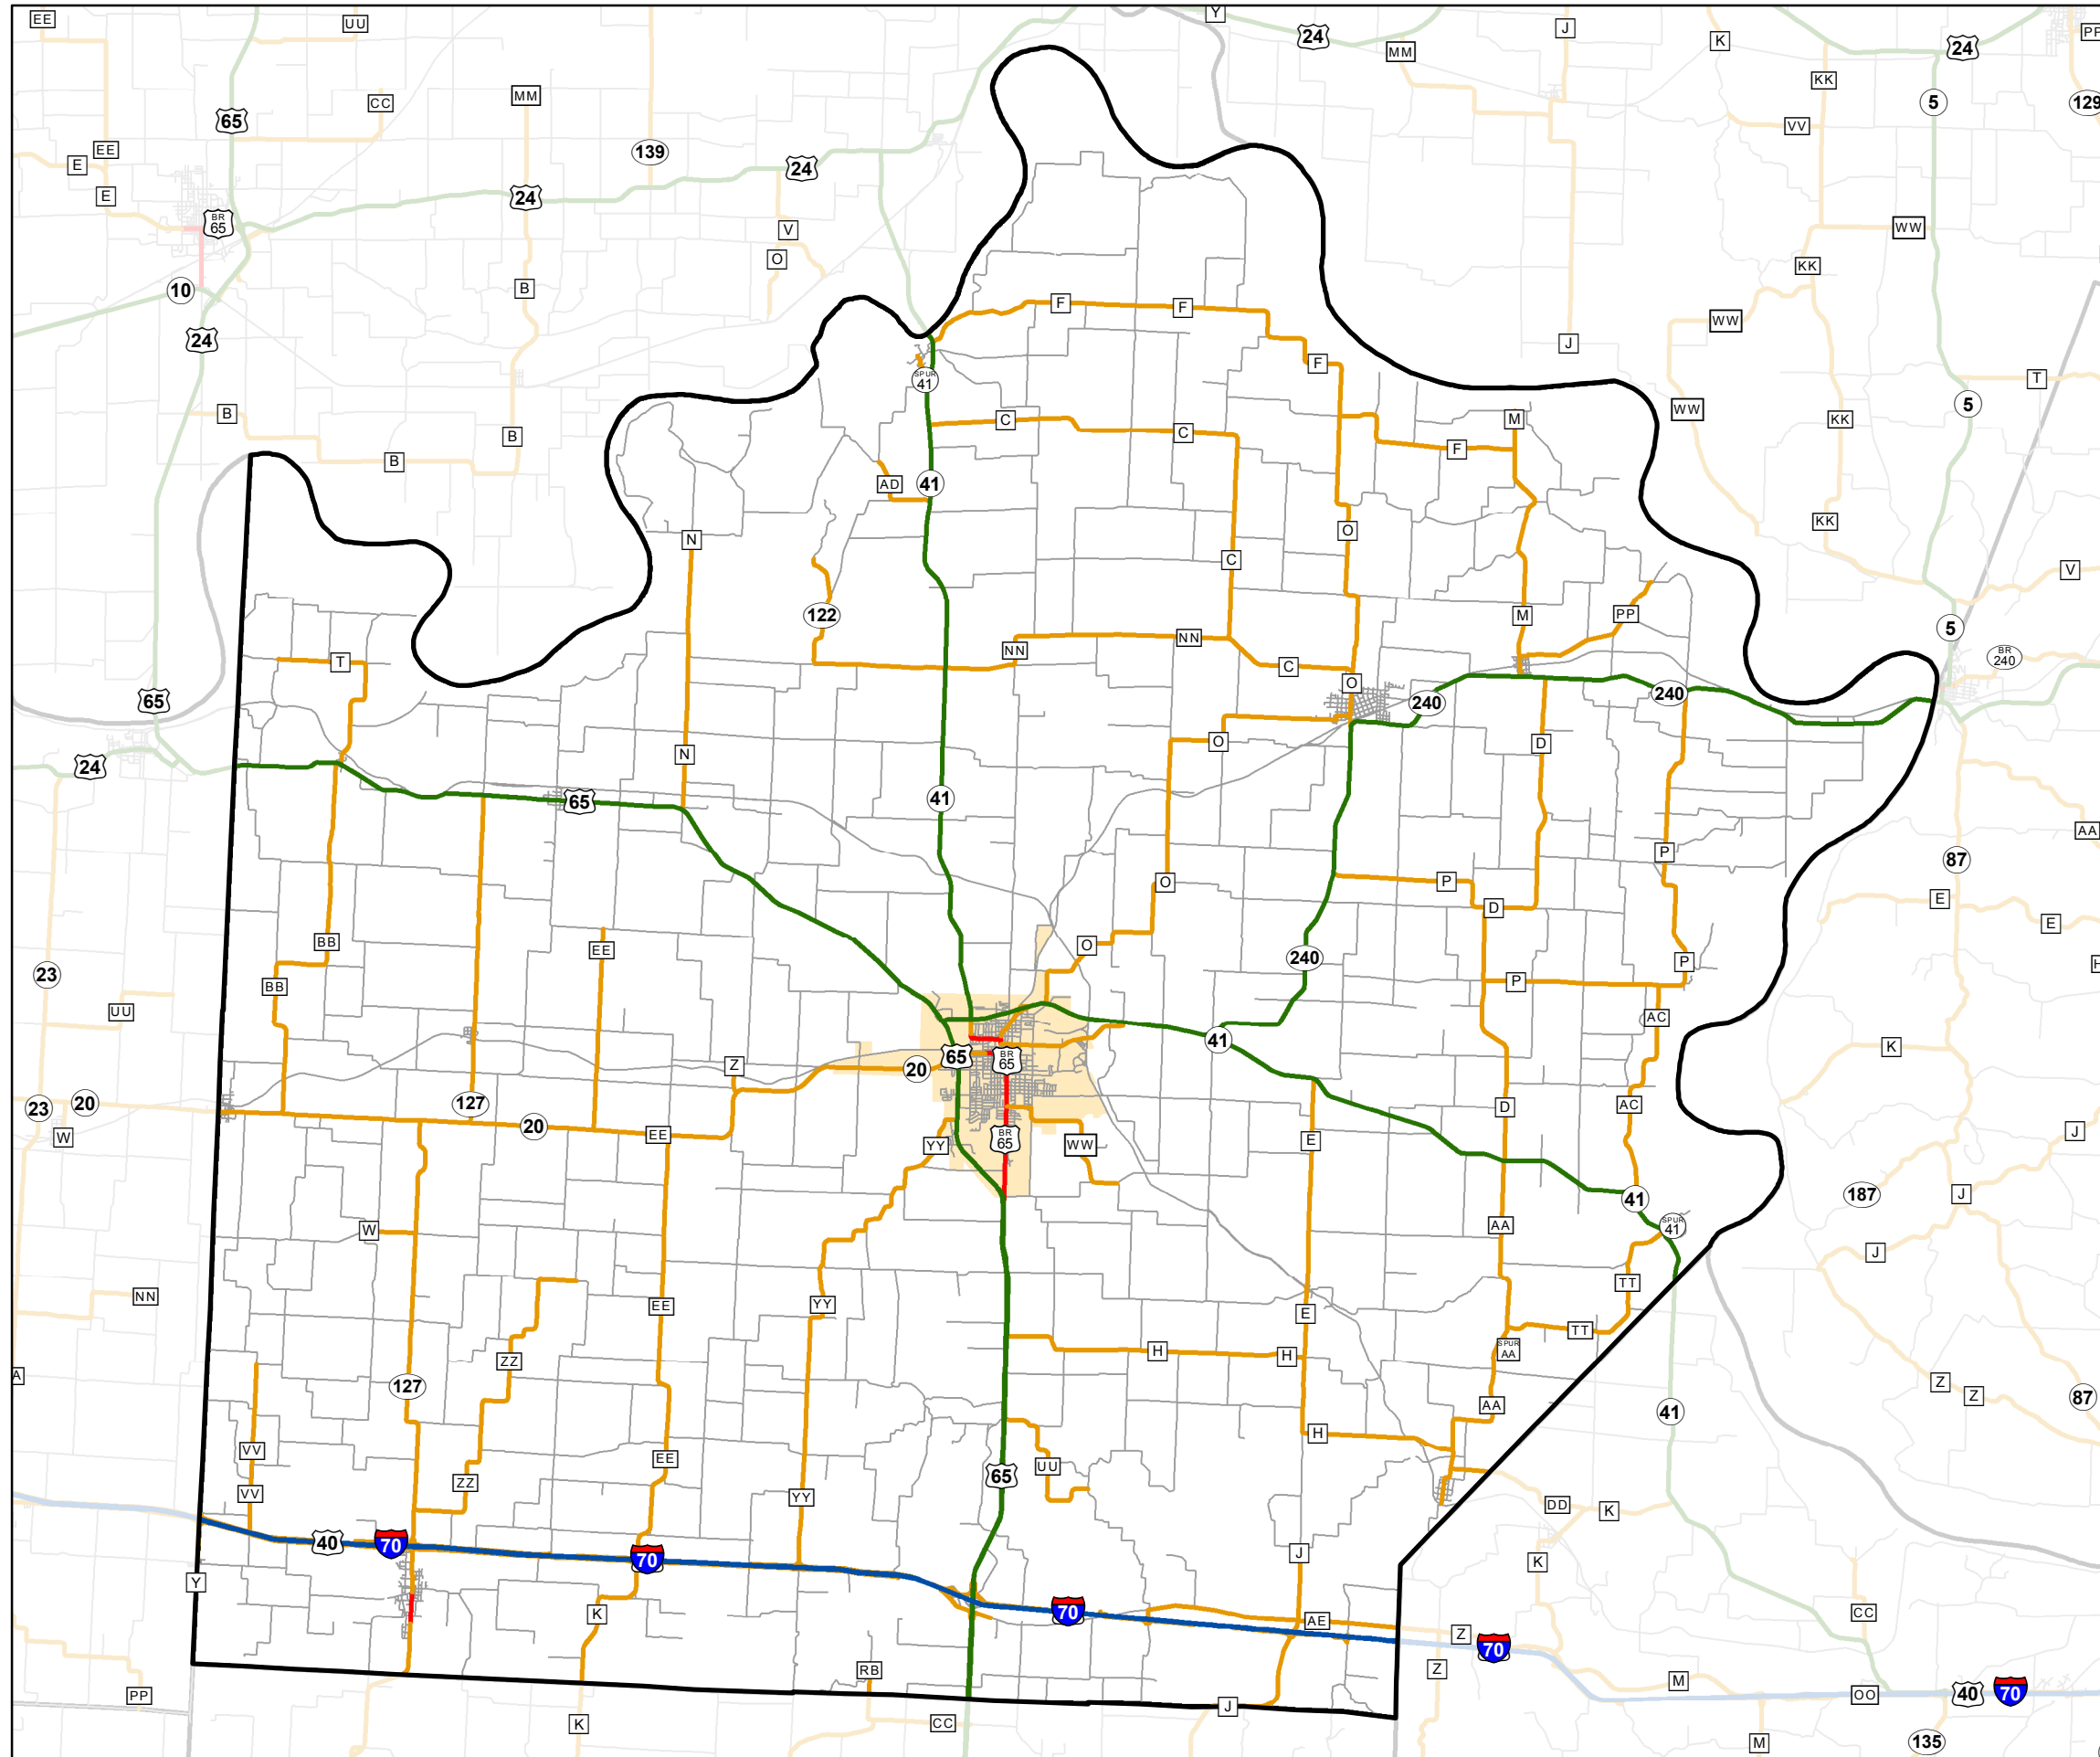 EE
UU
Y
24
MM
J
K
24
PP
KK
CC
MM
65
5
129
VV
139
EE
E
24
E
24
BR
65
V
WW
O
KK
B
10
F
F
WW
24
J
F
SPUR
41
T
5
WW
B
C
M
KK
C
B
F
B
AD
41
KK
O
N
C
V
122
PP
M
5
NN
NN
BR
240
T
C
O
240
65
240
O
D
N
24
41
65
AA
P
87
P
O
E
D
E
BB
O
EE
240
P
23
P
BB
UU
AC
41
K
65
BR
65
Z
20
20
127
23
AC
D
20
J
W
EE
BR
65
E
YY
WW
187
J
41
AA
SPUR
41
W
J
TT
NN
YY
EE
E
TT
SPUR
AA
H
H
ZZ
A
Z
127
Z
87
AA
41
H
VV
EE
UU
65
ZZ
VV
YY
DD
K
40
70
J
70
K
Y
70
CC
K
AE
Z
70
Z
RB
M
70
40
OO
PP
J
CC
K
135
M